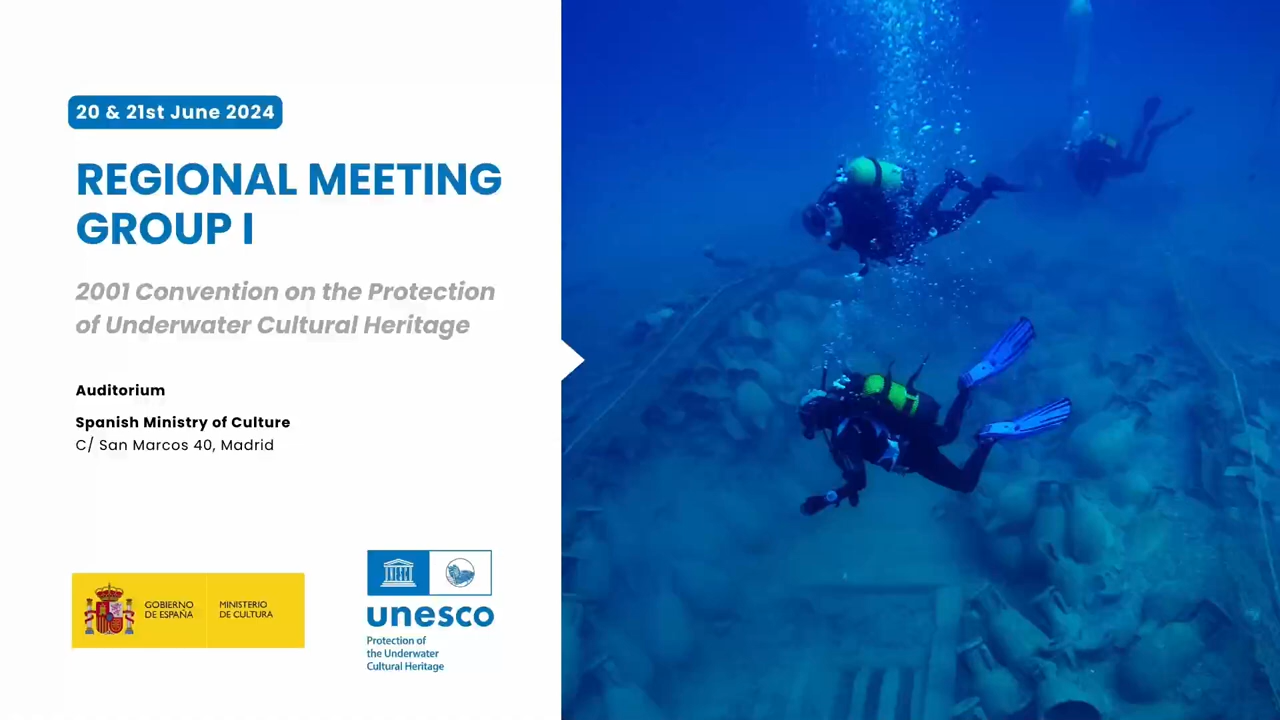 20 & 21st June 2024
REGIONAL MEETING
GROUP I
2001 Convention on the Protection
of Underwater Cultural Heritage
Auditorium
Spanish Ministry of Culture
C/ San Marcos 40, Madrid
GOBIERNO
DE ESPAÑA
MINISTERIO
DE CULTURA
unesco
Protection of
the Underwater
Cultural Heritage